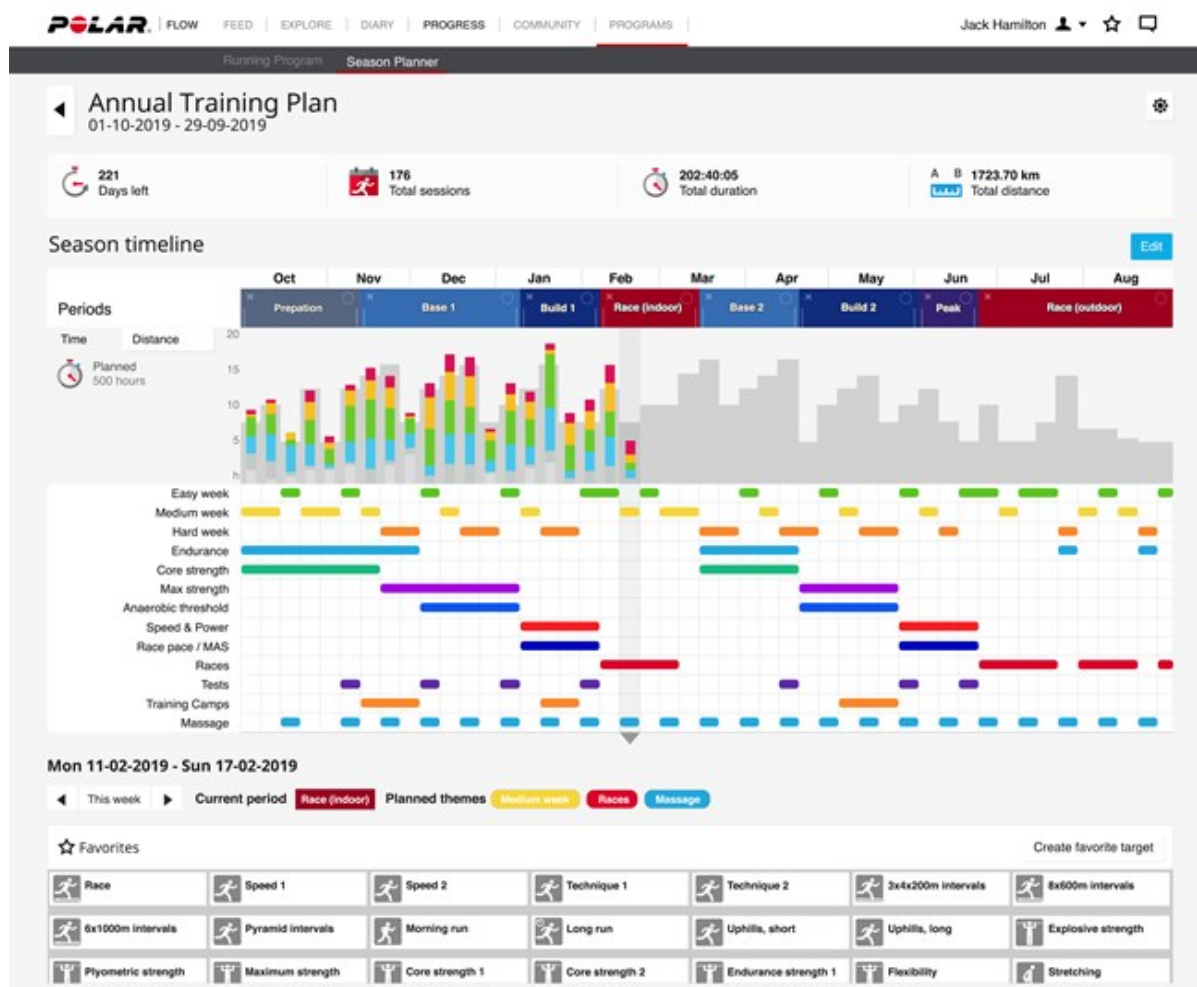 POLAR. FLOW FEED EXPLORE DIARY PROGRESS COMMUNITY PROGRAMS Jack Hamilton
Running Program Season Planner
Annual Training Plan
01-10-2019 - 29-09-2019
221 176 202:40:05 A B 1723.70 km
Days left Total sessions Total duration Total distance
Season timeline Edit
Oct Nov Dec Jan Feb Mar Apr May Jun Jul Aug
Periods Prepation Base 1 Build 1 Race (indoor) Base 2 Build 2 Peak Race (outdoor)
Time Distance
Planned
500 hours
20
15
10
5
h
Easy week
Medium week
Hard week
Endurance
Core strength
Max strength
Anaerobic threshold
Speed & Power
Race pace / MAS
Races
Tests
Training Camps
Massage
Mon 11-02-2019 - Sun 17-02-2019
This week Current period Race (indoor) Planned themes Medium week Races Massage
Favorites Create favorite target
Race Speed 1 Speed 2 Technique 1 Technique 2 3x4x200m intervals 8x600m intervals
6x1000m intervals Pyramid intervals Morning run Long run Uphills, short Uphills, long Explosive strength
Plyometric strength Maximum strength Core strength 1 Core strength 2 Endurance strength 1 Flexibility Stretching